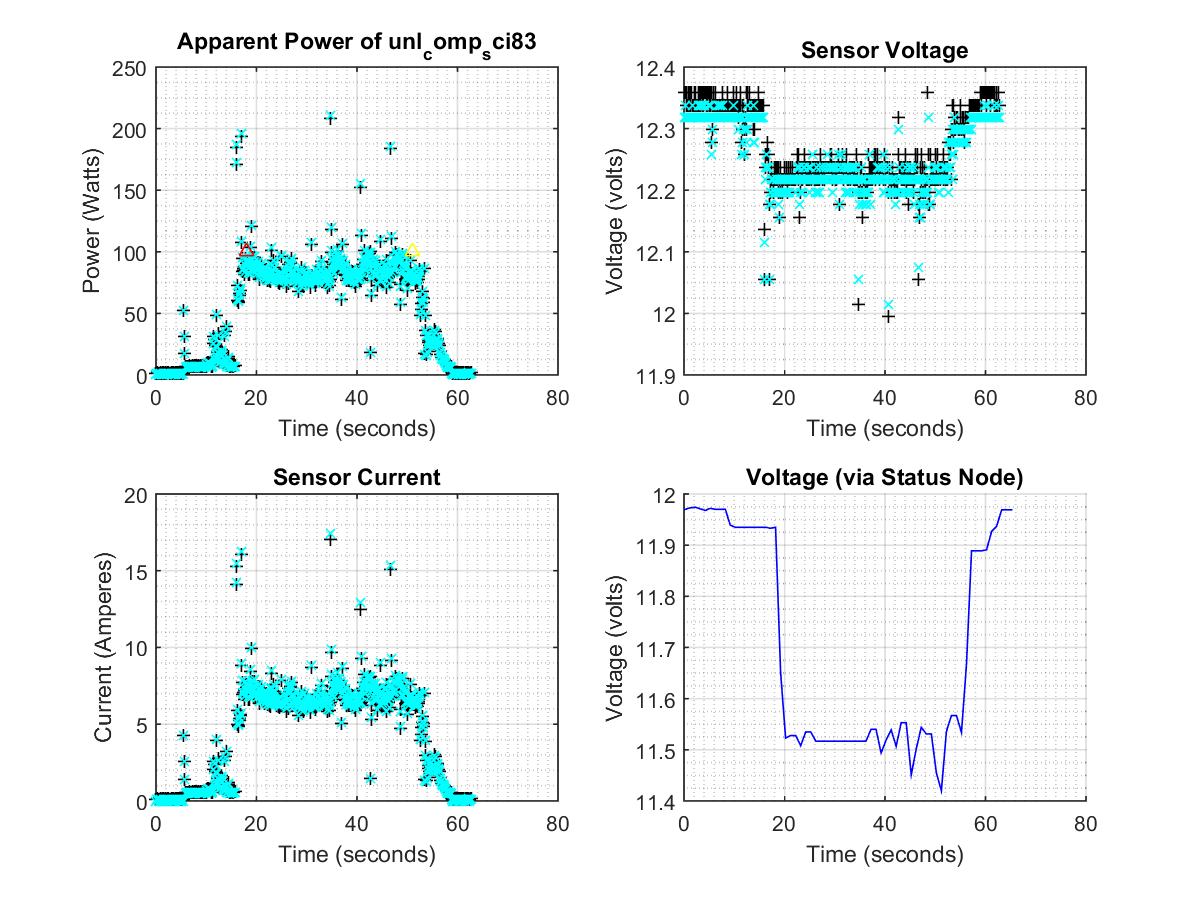 Apparent Power of unl_comp_sci83
250
200
150
100
50
0
Power (Watts)
0 20 40 60 80
Time (seconds)
Sensor Voltage
12.4
12.3
12.2
12.1
12
11.9
Voltage (volts)
0 20 40 60 80
Time (seconds)
Sensor Current
20
15
10
5
0
Current (Amperes)
0 20 40 60 80
Time (seconds)
Voltage (via Status Node)
12
11.9
11.8
11.7
11.6
11.5
11.4
Voltage (volts)
0 20 40 60 80
Time (seconds)